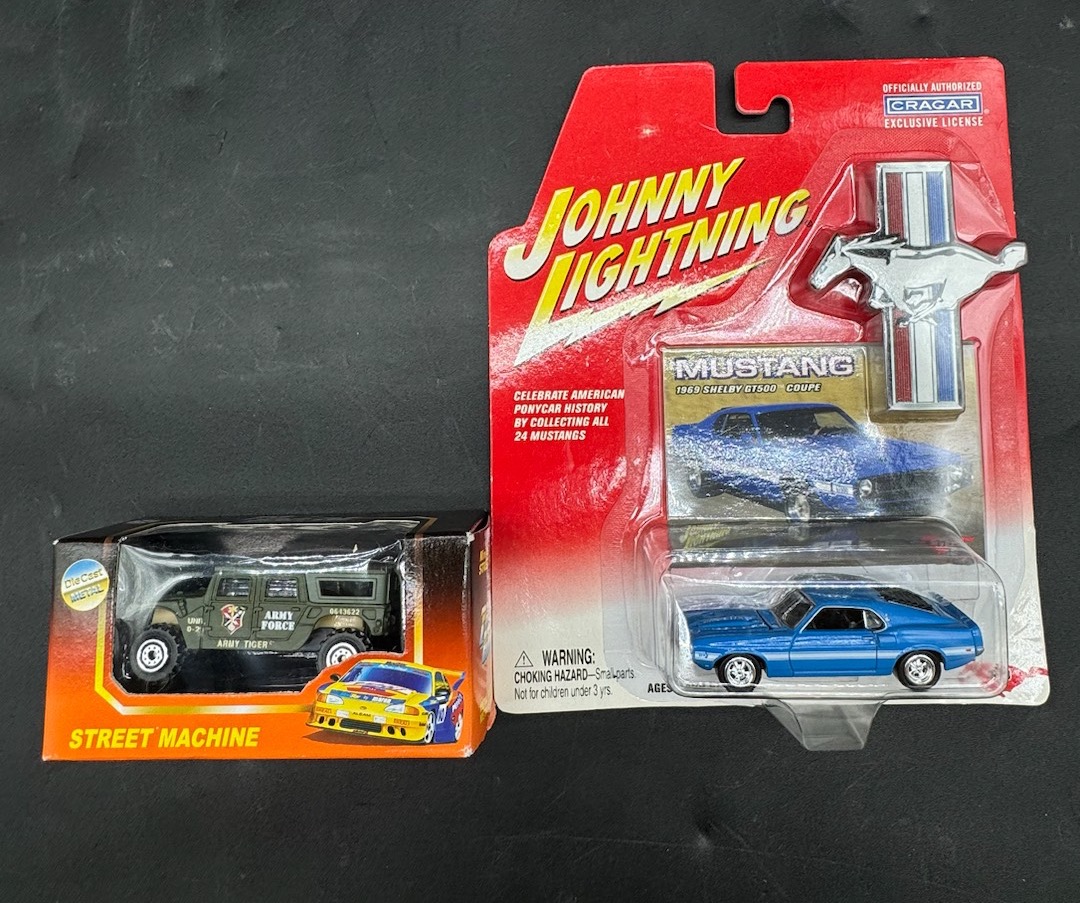 OFFICIALLY AUTHORIZED
CRAGAR®
EXCLUSIVE LICENSE
JOHNNY
LIGHTNING®
MUSTANG
1969 SHELBY GT500 COUPE
CELEBRATE AMERICAN
PONYCAR HISTORY
BY COLLECTING ALL
24 MUSTANGS
WARNING:
CHOKING HAZARD—Small parts.
Not for children under 3 yrs.
AGES
DieCast
METAL
ARMY
FORCE
0643622
ARMY TIGER
STREET MACHINE